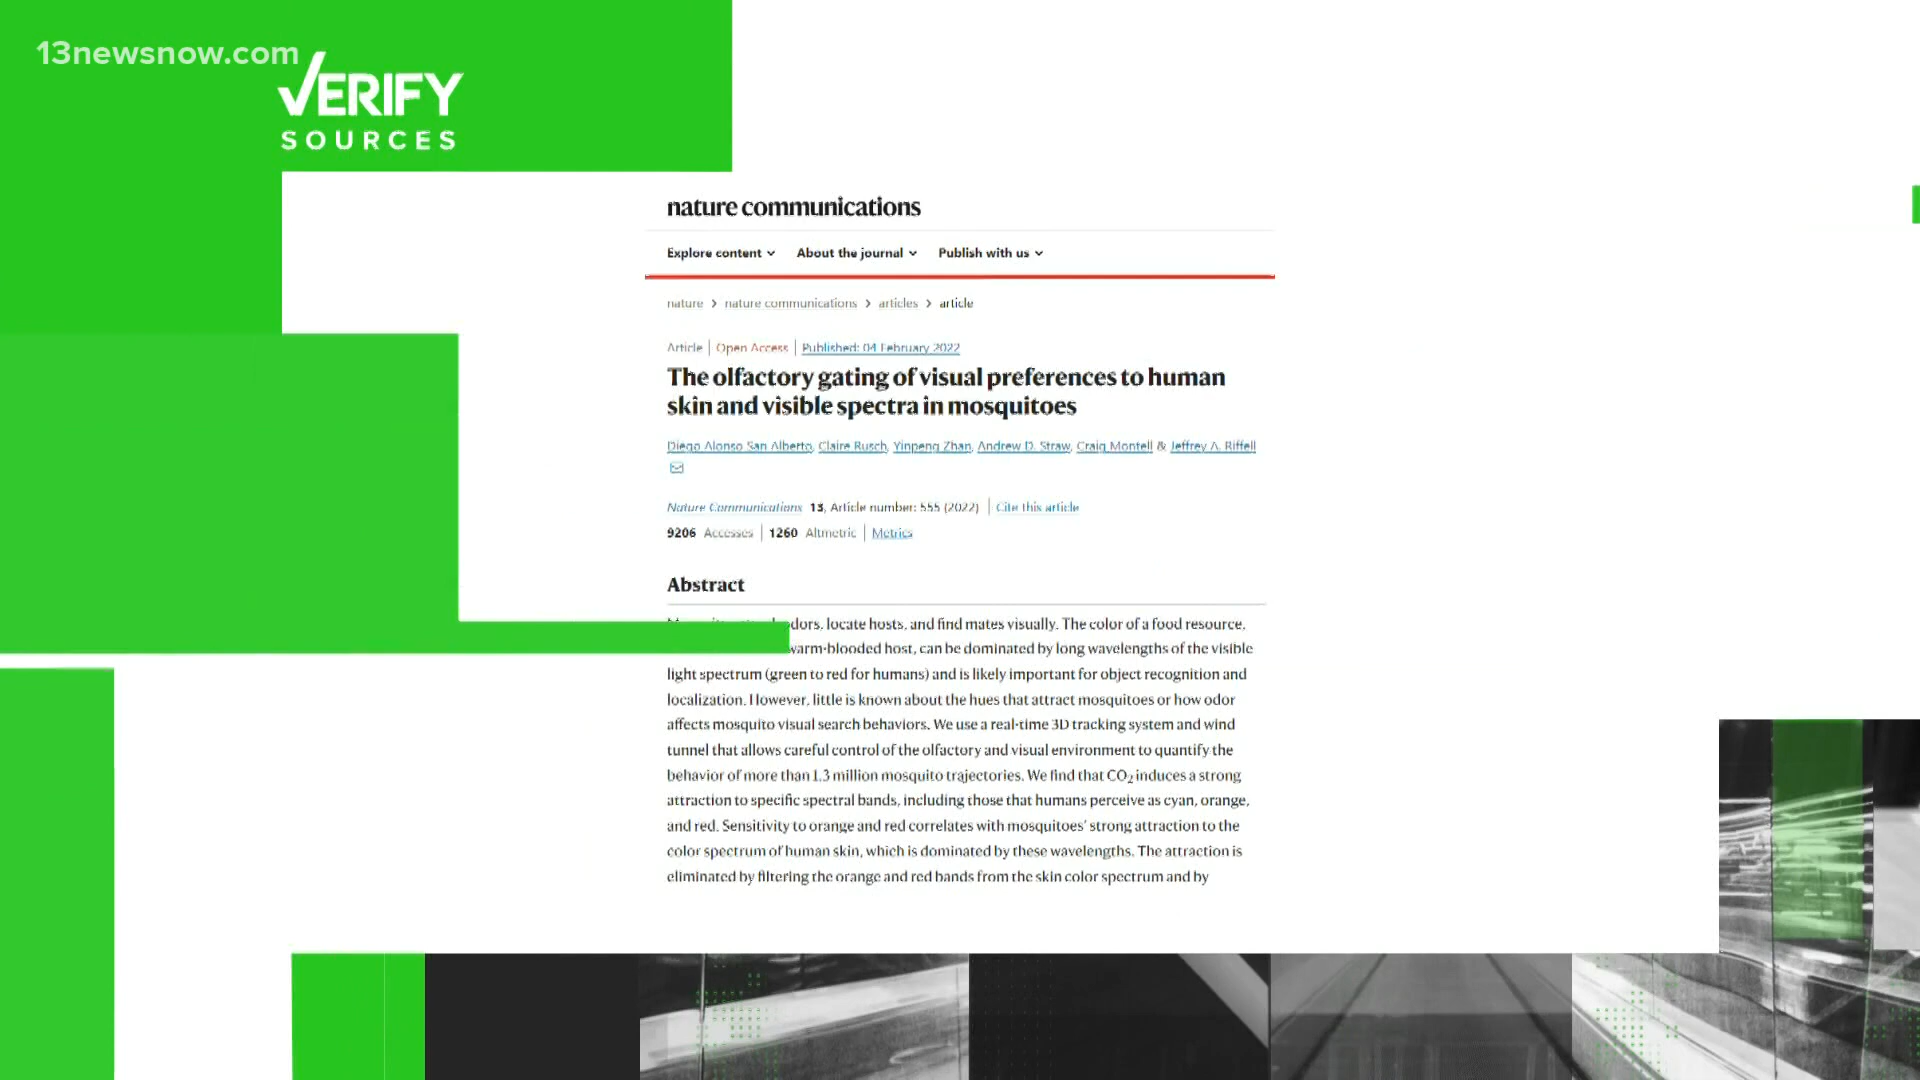 13newsnow.com
VERIFY
SOURCES
nature communications
Explore content About the journal Publish with us
nature > nature communications > articles > article
Article | Open Access | Published: 04 February 2022
The olfactory gating of visual preferences to human
skin and visible spectra in mosquitoes
Diego Alonso San Alberto, Claire Rusch, Yinpeng Zhan, Andrew D. Straw, Craig Montell & Jeffrey A. Riffell
Nature Communications 13, Article number: 555 (2022) | Cite this article
9206 Accesses | 1260 Altmetric | Metrics
Abstract
odors, locate hosts, and find mates visually. The color of a food resource,
warm-blooded host, can be dominated by long wavelengths of the visible
light spectrum (green to red for humans) and is likely important for object recognition and
localization. However, little is known about the hues that attract mosquitoes or how odor
affects mosquito visual search behaviors. We use a real-time 3D tracking system and wind
tunnel that allows careful control of the olfactory and visual environment to quantify the
behavior of more than 1.3 million mosquito trajectories. We find that CO2 induces a strong
attraction to specific spectral bands, including those that humans perceive as cyan, orange,
and red. Sensitivity to orange and red correlates with mosquitoes' strong attraction to the
color spectrum of human skin, which is dominated by these wavelengths. The attraction is
eliminated by filtering the orange and red bands from the skin color spectrum and by